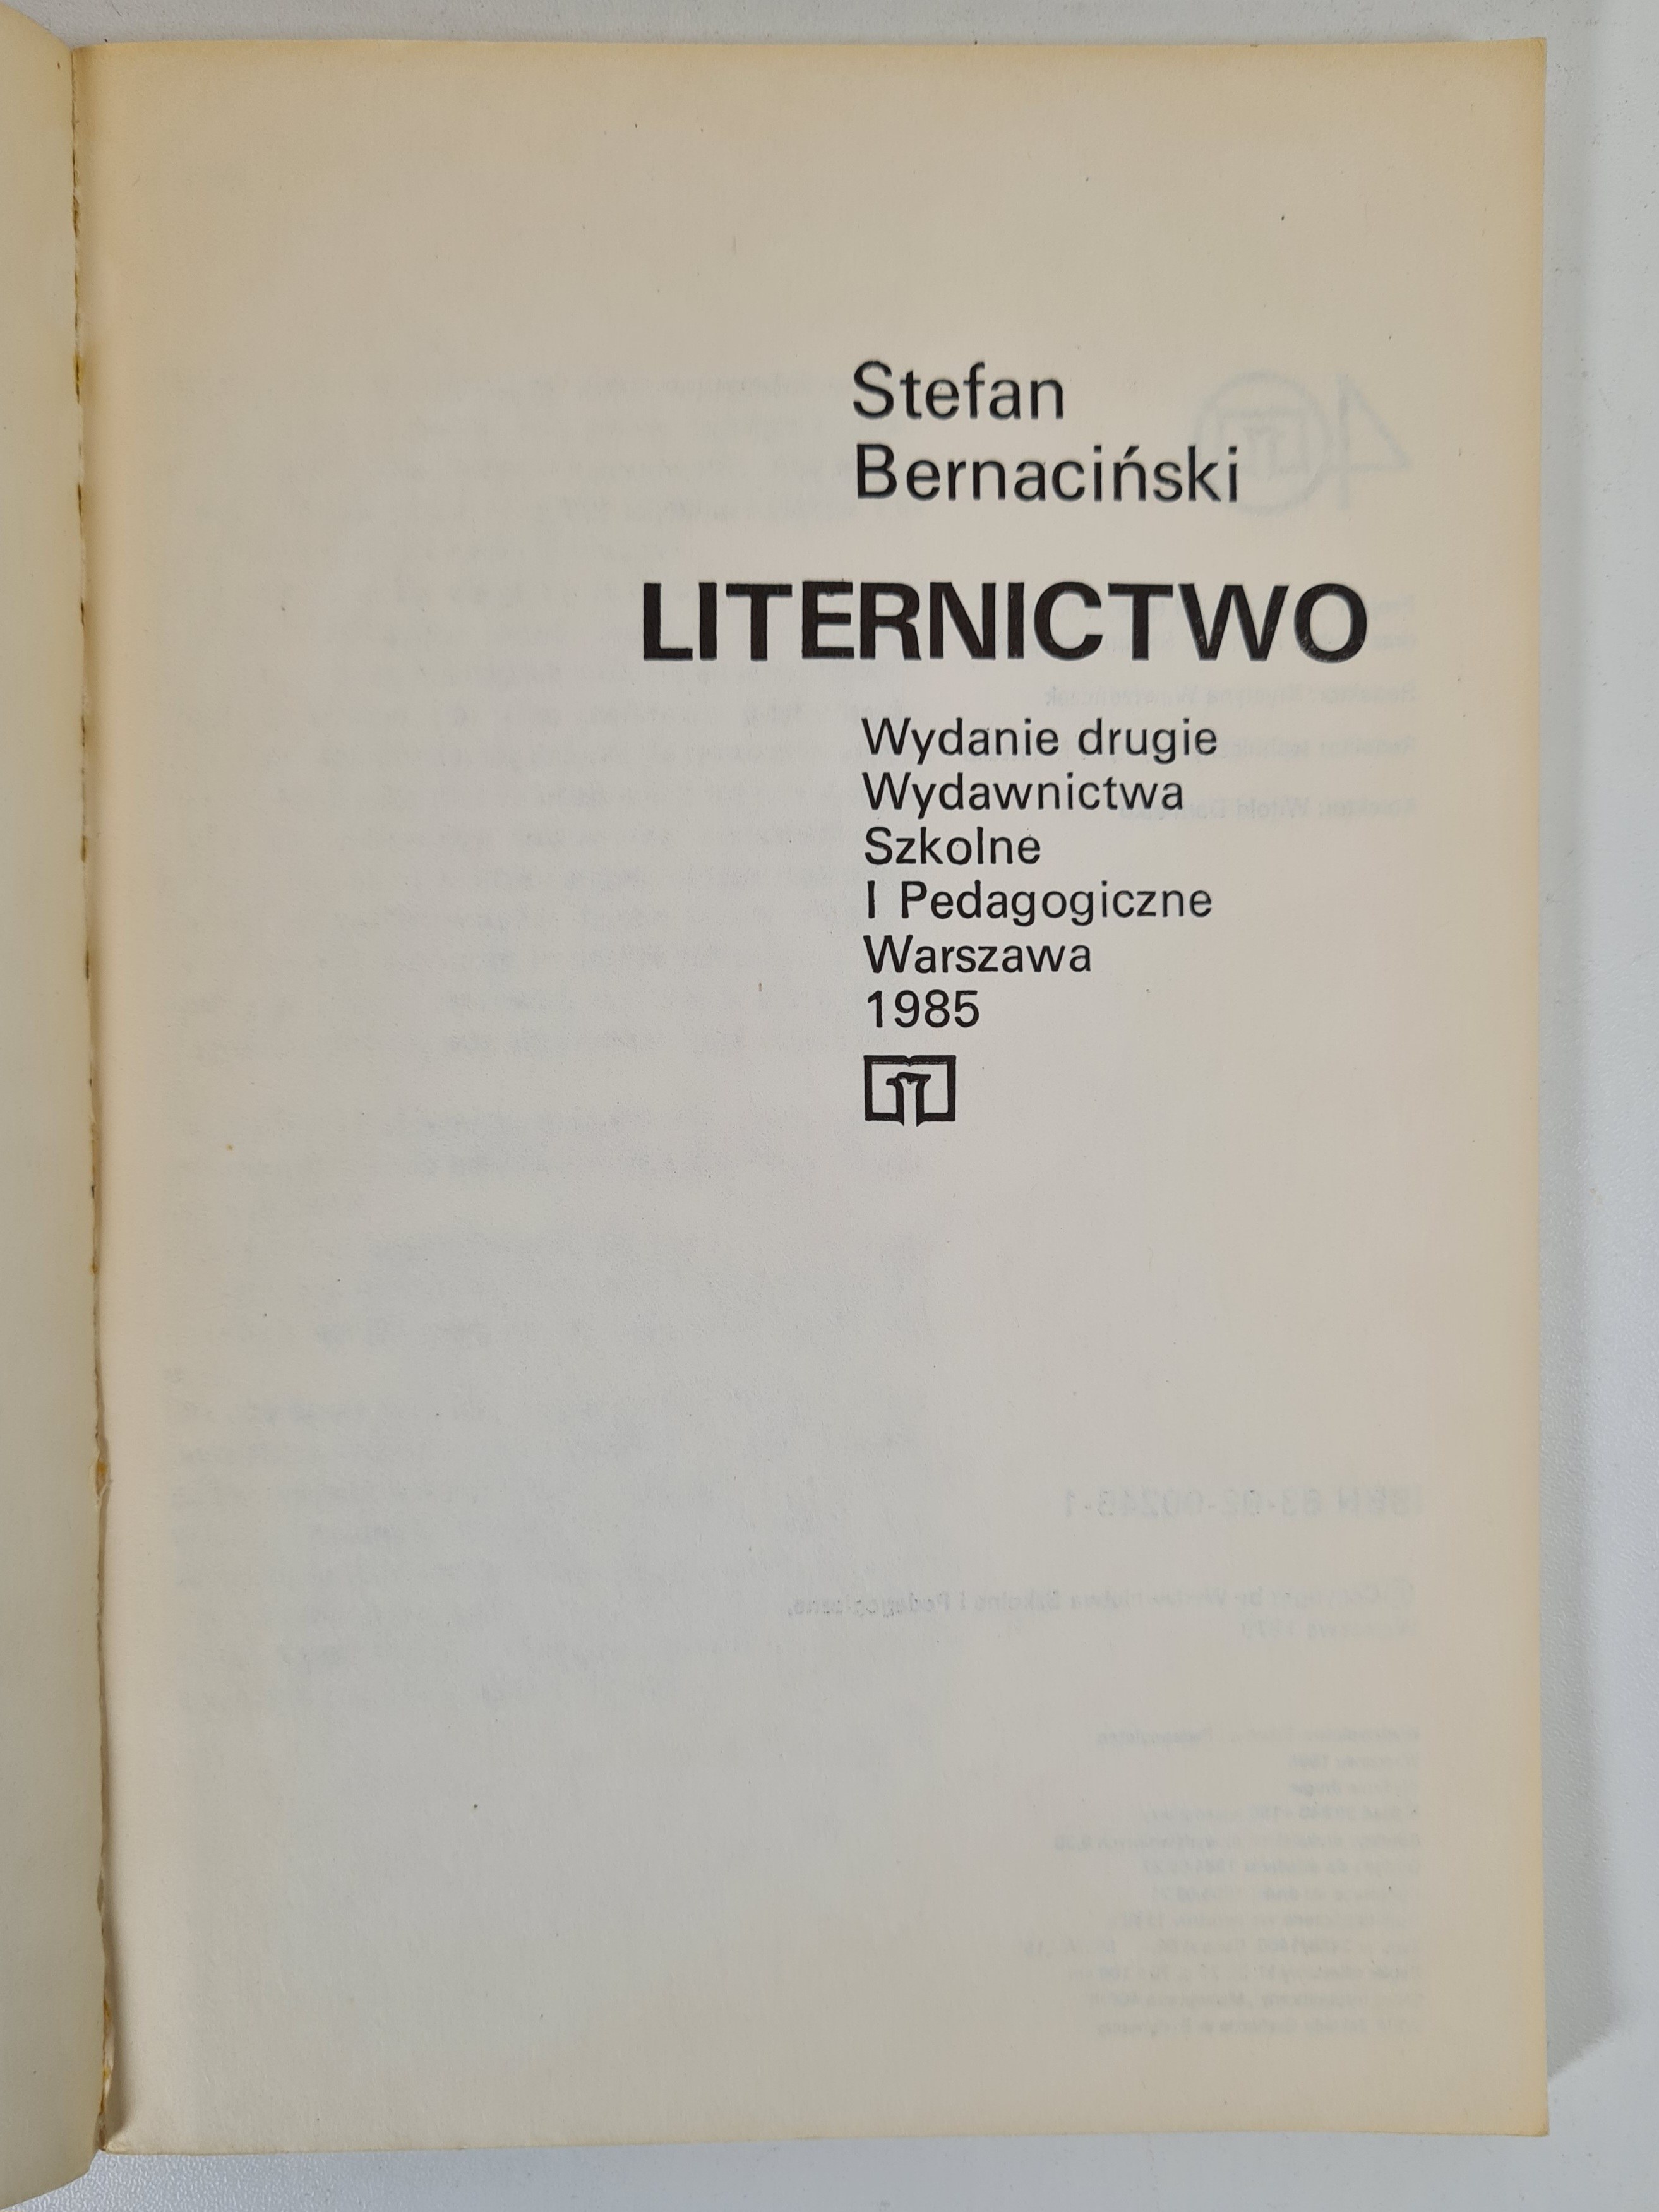 Stefan
Bernaciński
LITERNICTWO
Wydanie drugie
Wydawnictwa
Szkolne
I Pedagogiczne
Warszawa
1985